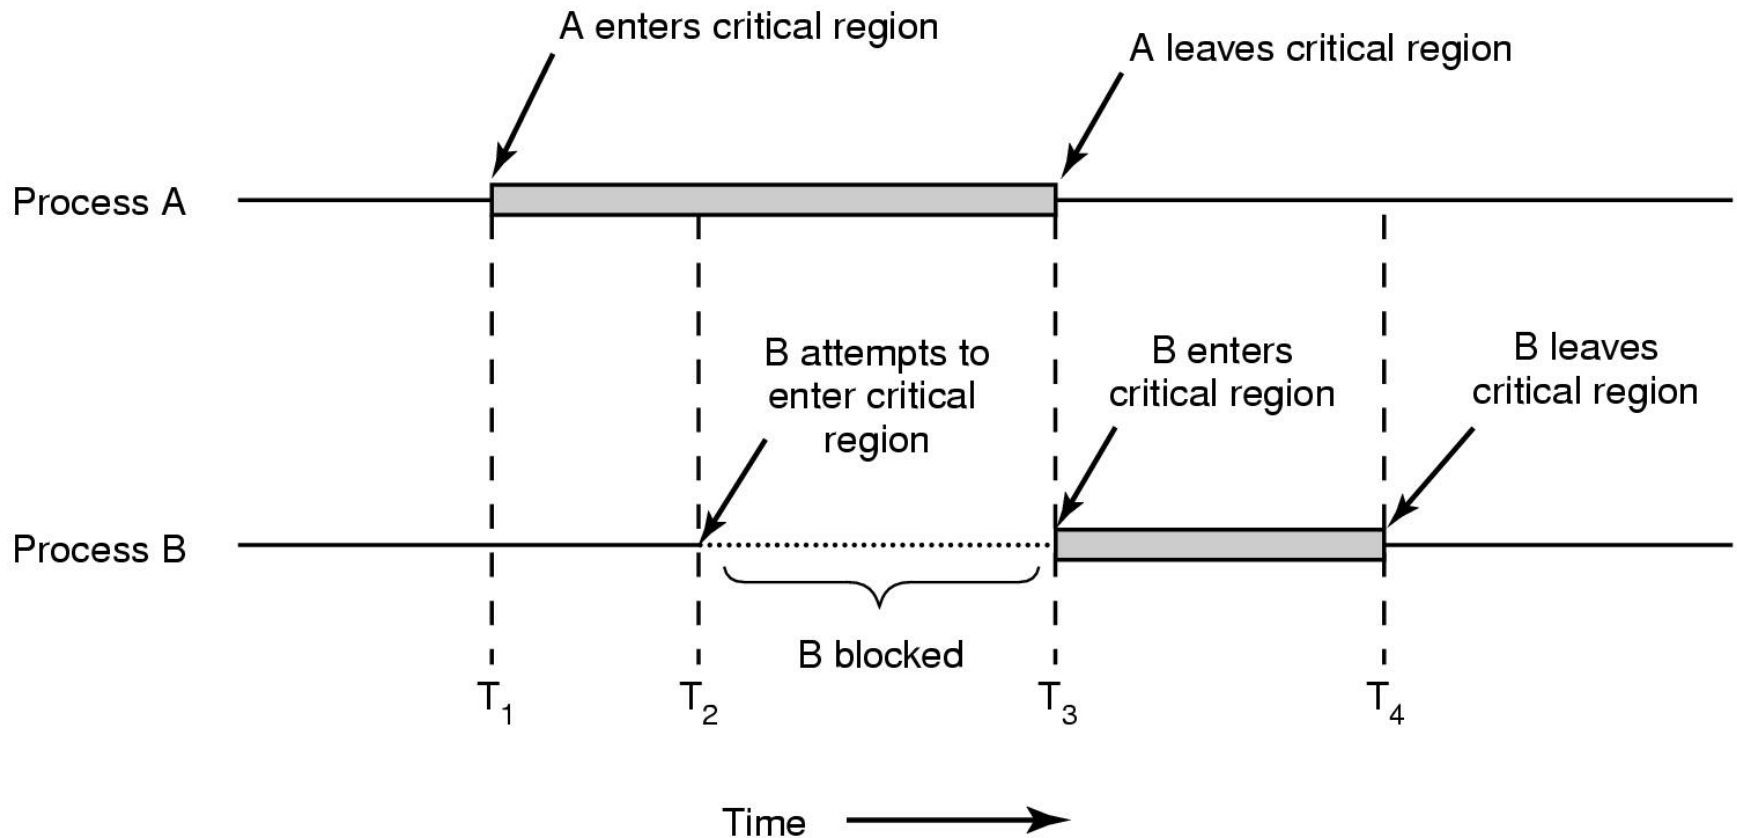 A enters critical region
A leaves critical region
Process A
B attempts to
enter critical
region
B enters
critical region
B leaves
critical region
Process B
B blocked
T1
T2
T3
T4
Time